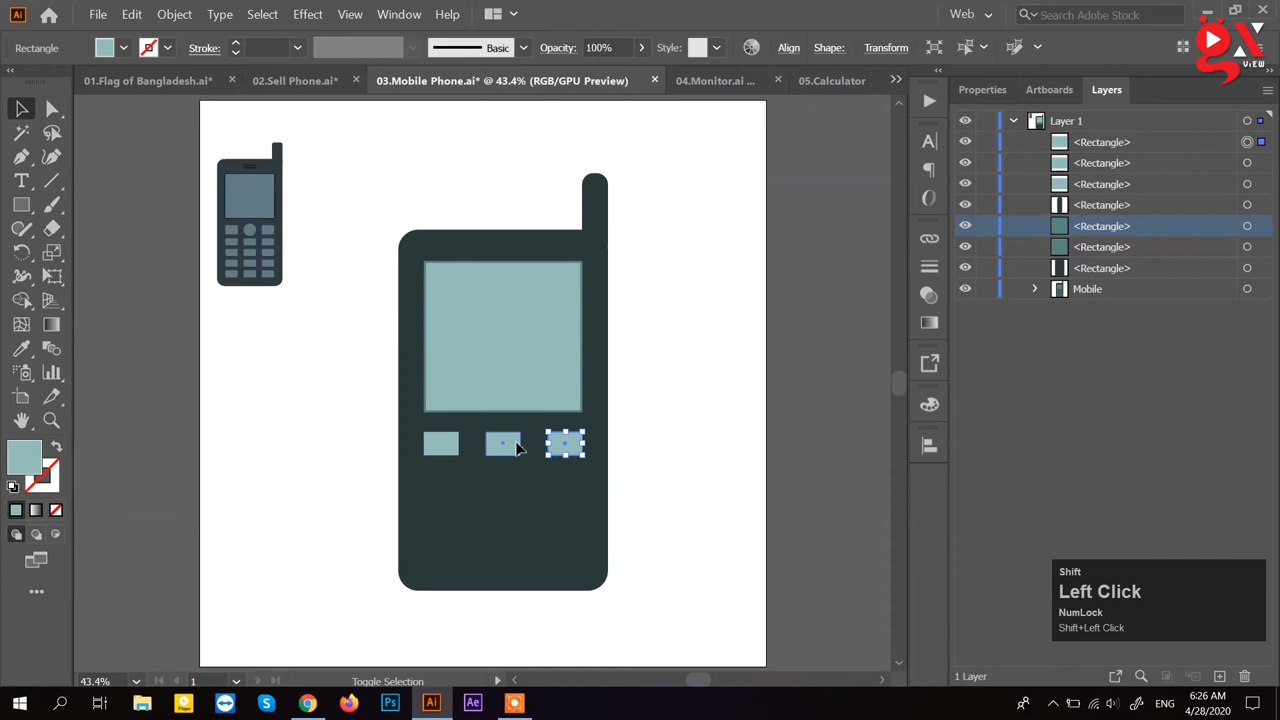 File Edit Object Type Select Effect View Window Help
Web
Search Adobe Stock
Rectangle
Stroke:
Basic
Opacity: 100%
Style:
Align
Shape:
Transform
VIEW
01.Flag of Bangladesh.ai*
02.Sell Phone.ai*
03.Mobile Phone.ai* @ 43.4% (RGB/GPU Preview)
04.Monitor.ai ...
05.Calculator
Properties
Artboards
Layers
Layer 1
<Rectangle>
<Rectangle>
<Rectangle>
<Rectangle>
<Rectangle>
<Rectangle>
<Rectangle>
Mobile
Shift
Left Click
NumLock
Shift+Left Click
43.4%
1
Toggle Selection
1 Layer
Ps
Ai
Ae
ENG
6:26 AM
4/28/2020